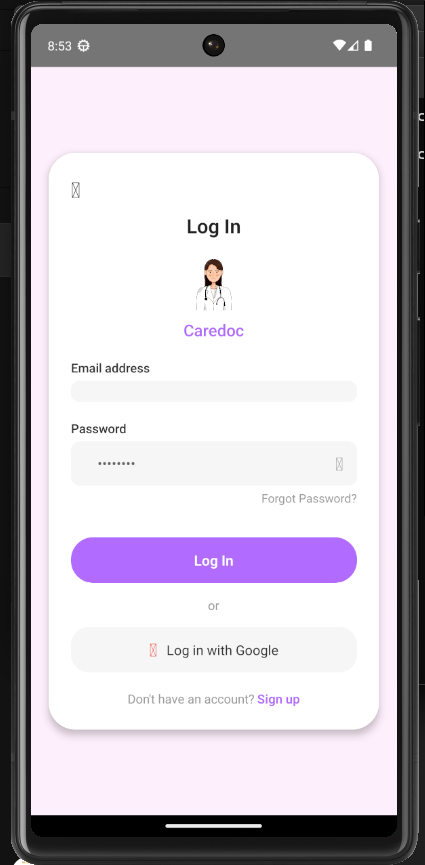 8:53
Log In
Caredoc
Email address
Password
••••••••
Forgot Password?
Log In
or
Log in with Google
Don't have an account? Sign up